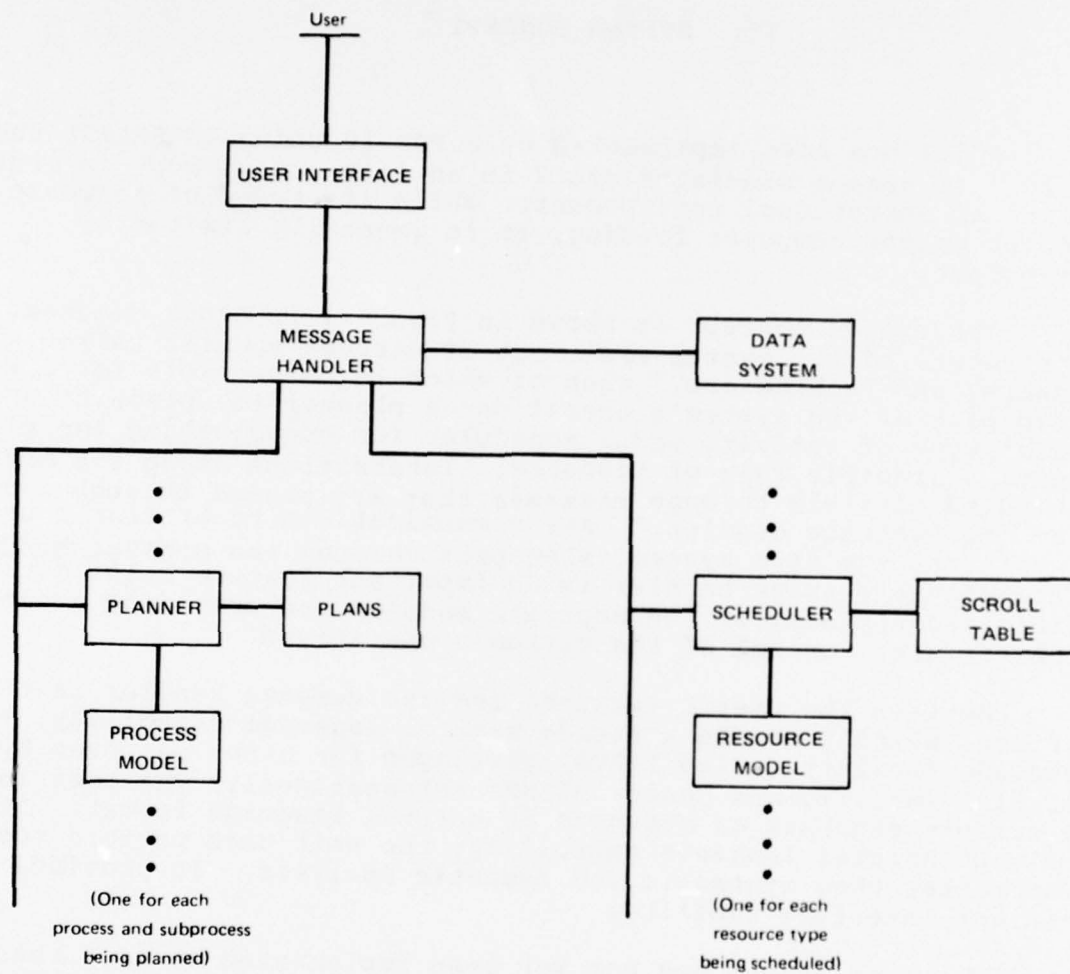 User
USER INTERFACE
MESSAGE
HANDLER
DATA
SYSTEM
PLANNER
PLANS
SCHEDULER
SCROLL
TABLE
PROCESS
MODEL
RESOURCE
MODEL
(One for each
process and subprocess
being planned)
(One for each
resource type
being scheduled)